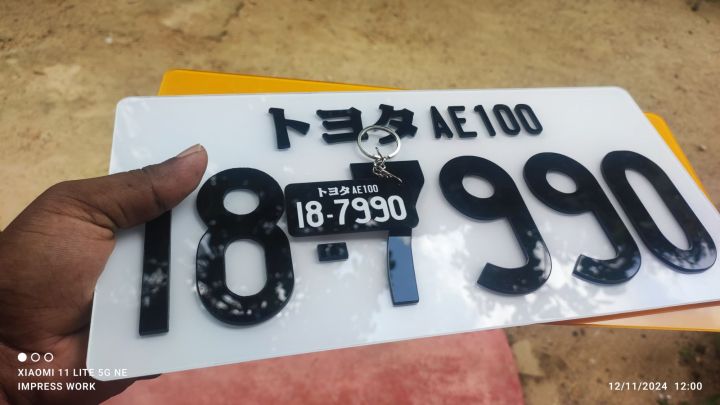 トヨタ AE100
18-7990
トヨタ AE100
18-7990
XIAOMI 11 LITE 5G NE
IMPRESS WORK
12/11/2024 12:00